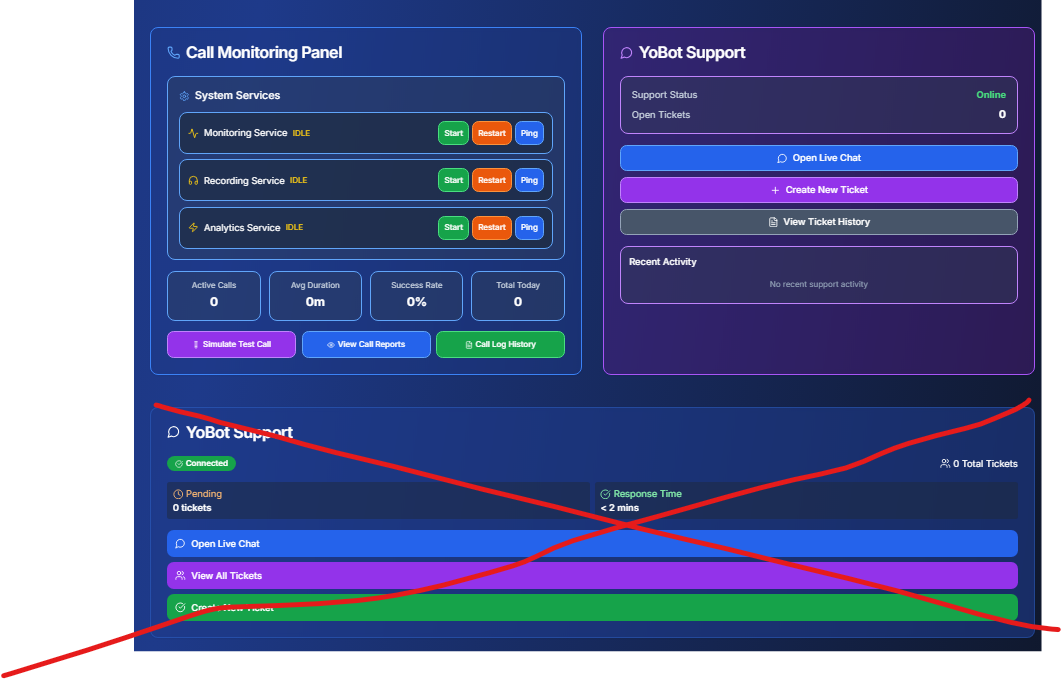 Call Monitoring Panel
System Services
Monitoring Service IDLE
Start Restart Ping
Recording Service IDLE
Start Restart Ping
Analytics Service IDLE
Start Restart Ping
Active Calls
0
Avg Duration
0m
Success Rate
0%
Total Today
0
Simulate Test Call
View Call Reports
Call Log History
YoBot Support
Support Status Online
Open Tickets 0
Open Live Chat
Create New Ticket
View Ticket History
Recent Activity
No recent support activity
YoBot Support
Connected
0 Total Tickets
Pending
0 tickets
Response Time
< 2 mins
Open Live Chat
View All Tickets
Create New Ticket